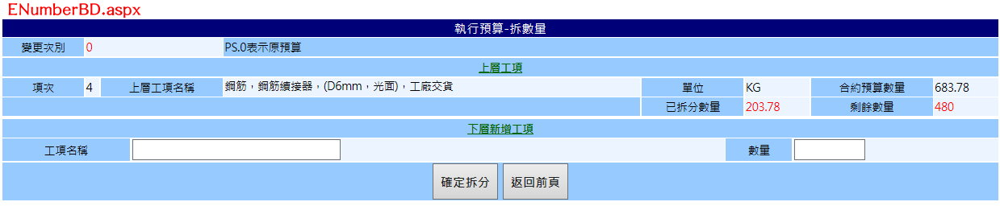 ENumberBD.aspx
執行預算-拆數量
變更次別 0 PS.0表示原預算
上層工項
項次 4 上層工項名稱 鋼筋，鋼筋續接器，(D6mm，光面)，工廠交貨 單位 KG 合約預算數量 683.78
已拆分數量 203.78 剩餘數量 480
下層新增工項
工項名稱 數量
確定拆分 返回前頁